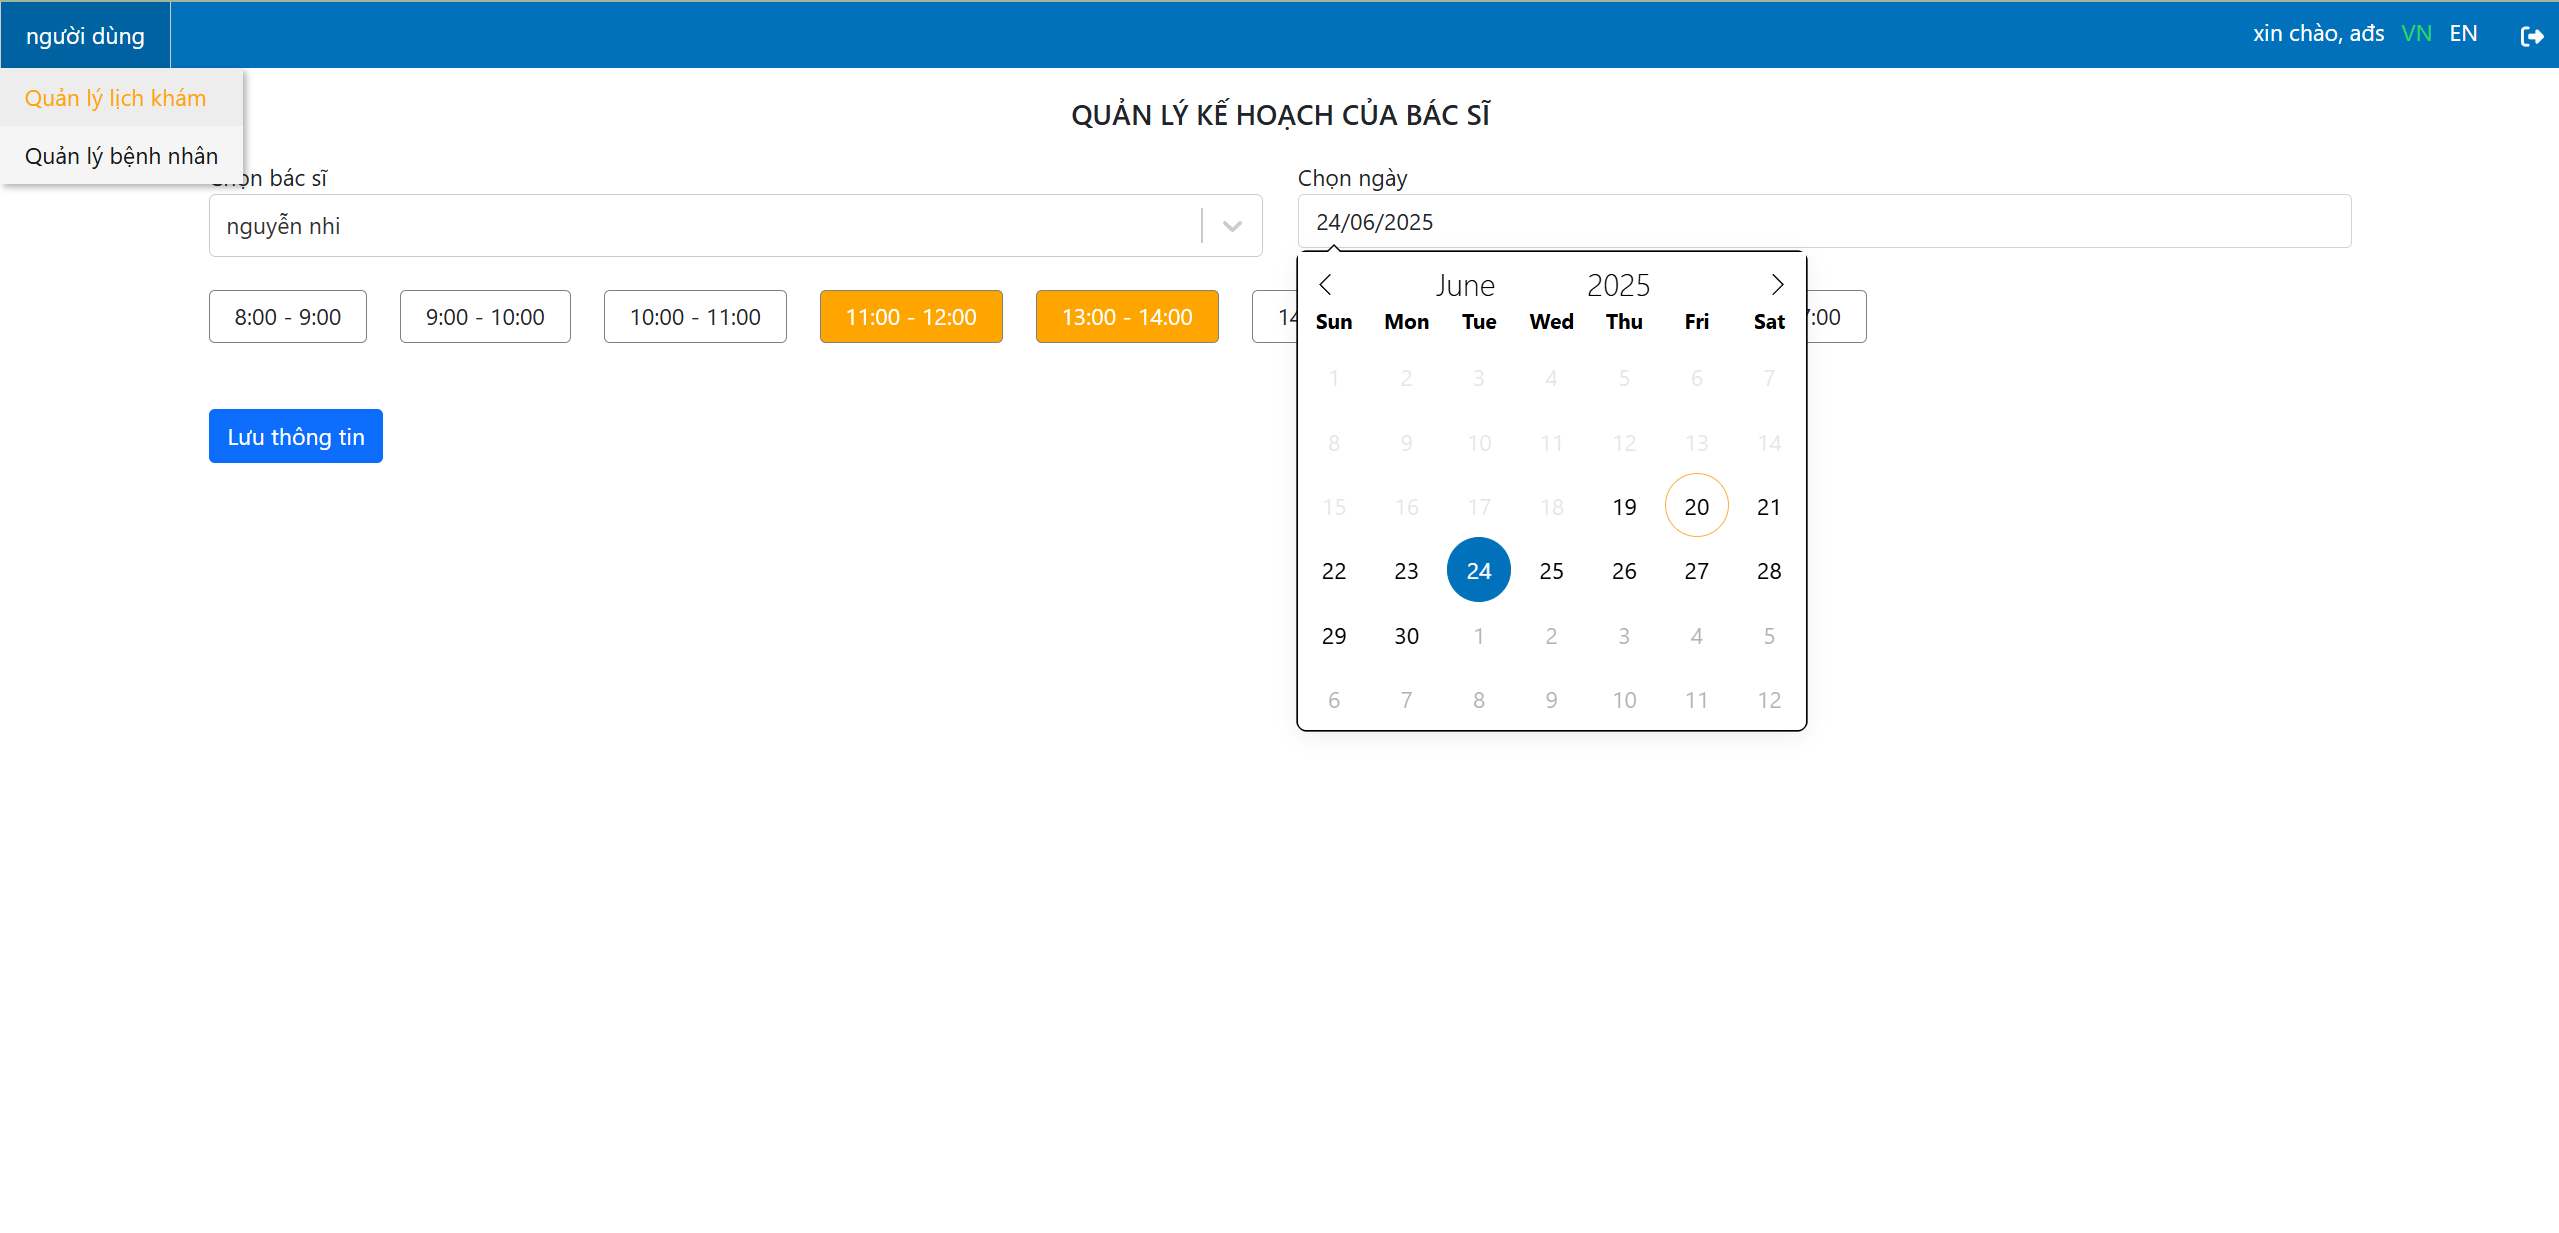 người dùng
xin chào, ađs VN EN
Quản lý lịch khám
Quản lý bệnh nhân
QUẢN LÝ KẾ HOẠCH CỦA BÁC SĨ
Chọn bác sĩ
Chọn ngày
nguyễn nhi
24/06/2025
8:00 - 9:00
9:00 - 10:00
10:00 - 11:00
11:00 - 12:00
13:00 - 14:00
Lưu thông tin
June 2025
Sun Mon Tue Wed Thu Fri Sat
1 2 3 4 5 6 7
8 9 10 11 12 13 14
15 16 17 18 19 20 21
22 23 24 25 26 27 28
29 30 1 2 3 4 5
6 7 8 9 10 11 12